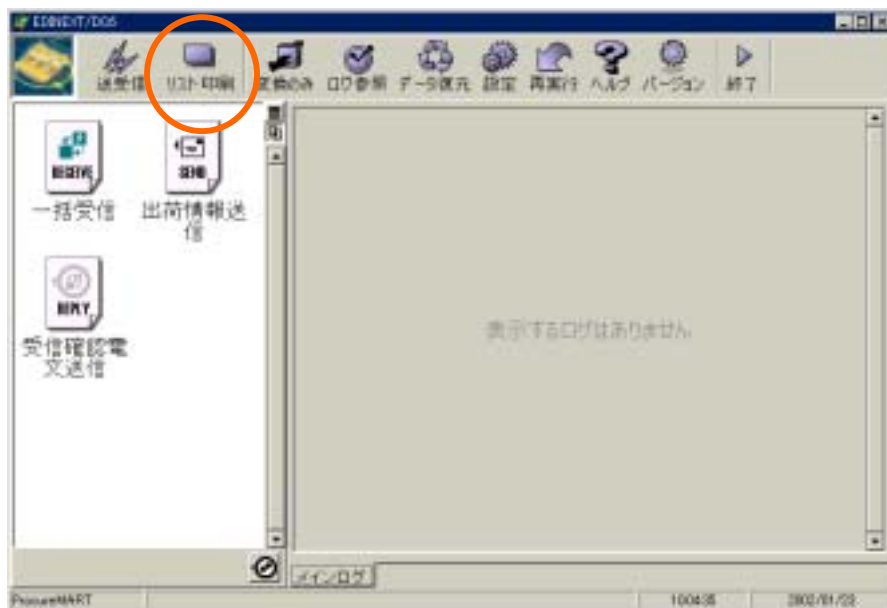 EDINEXT/DOS
送受信 リスト印刷 変換のみ ログ参照 データ復元 設定 再実行 ヘルプ バージョン 終了
RECEIVE SEND
一括受信 出荷情報送
信
REPLY
受信確認電
文送信
表示するログはありません
メインログ
ProcureMART 10:04:35 2002/01/23